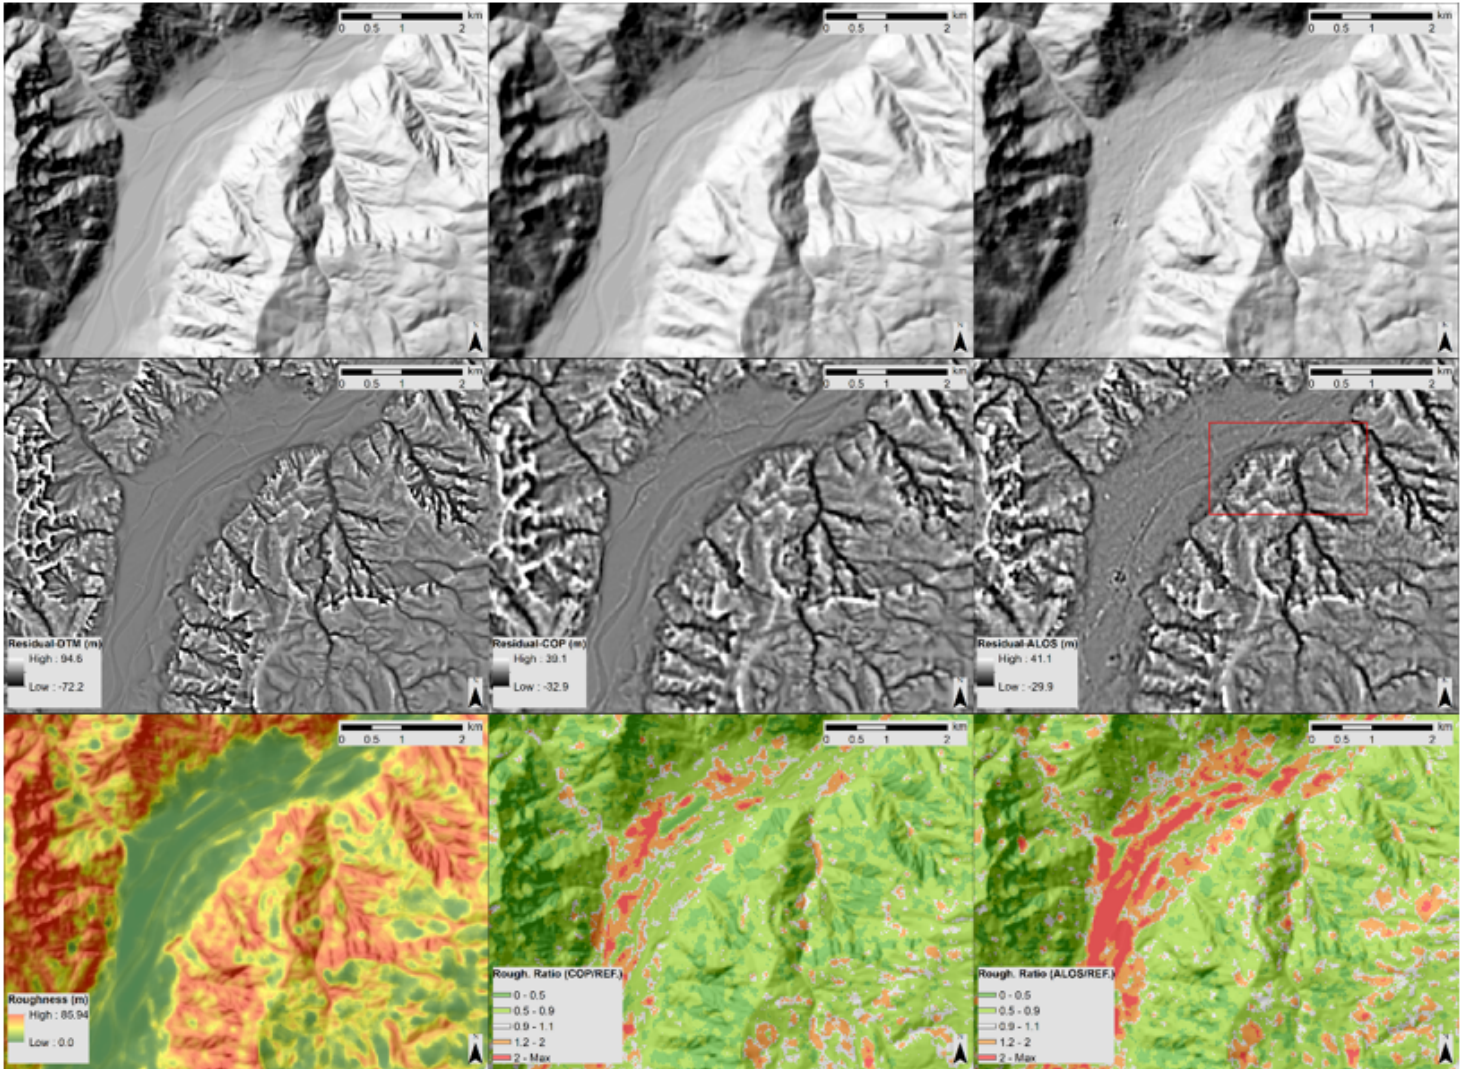 km
0 0.5 1 2
km
0 0.5 1 2
km
0 0.5 1 2
km
0 0.5 1 2
km
0 0.5 1 2
km
0 0.5 1 2
Residual-DTM (m)
High : 94.6
Low : -72.2
Residual-COP (m)
High : 39.1
Low : -32.9
Residual-ALOS (m)
High : 41.1
Low : -29.9
km
0 0.5 1 2
km
0 0.5 1 2
km
0 0.5 1 2
Roughness (m)
High : 85.94
Low : 0.0
Rough. Ratio (COP/REF.)
0 - 0.5
0.5 - 0.9
0.9 - 1.1
1.2 - 2
2 - Max
Rough. Ratio (ALOS/REF.)
0 - 0.5
0.5 - 0.9
0.9 - 1.1
1.2 - 2
2 - Max